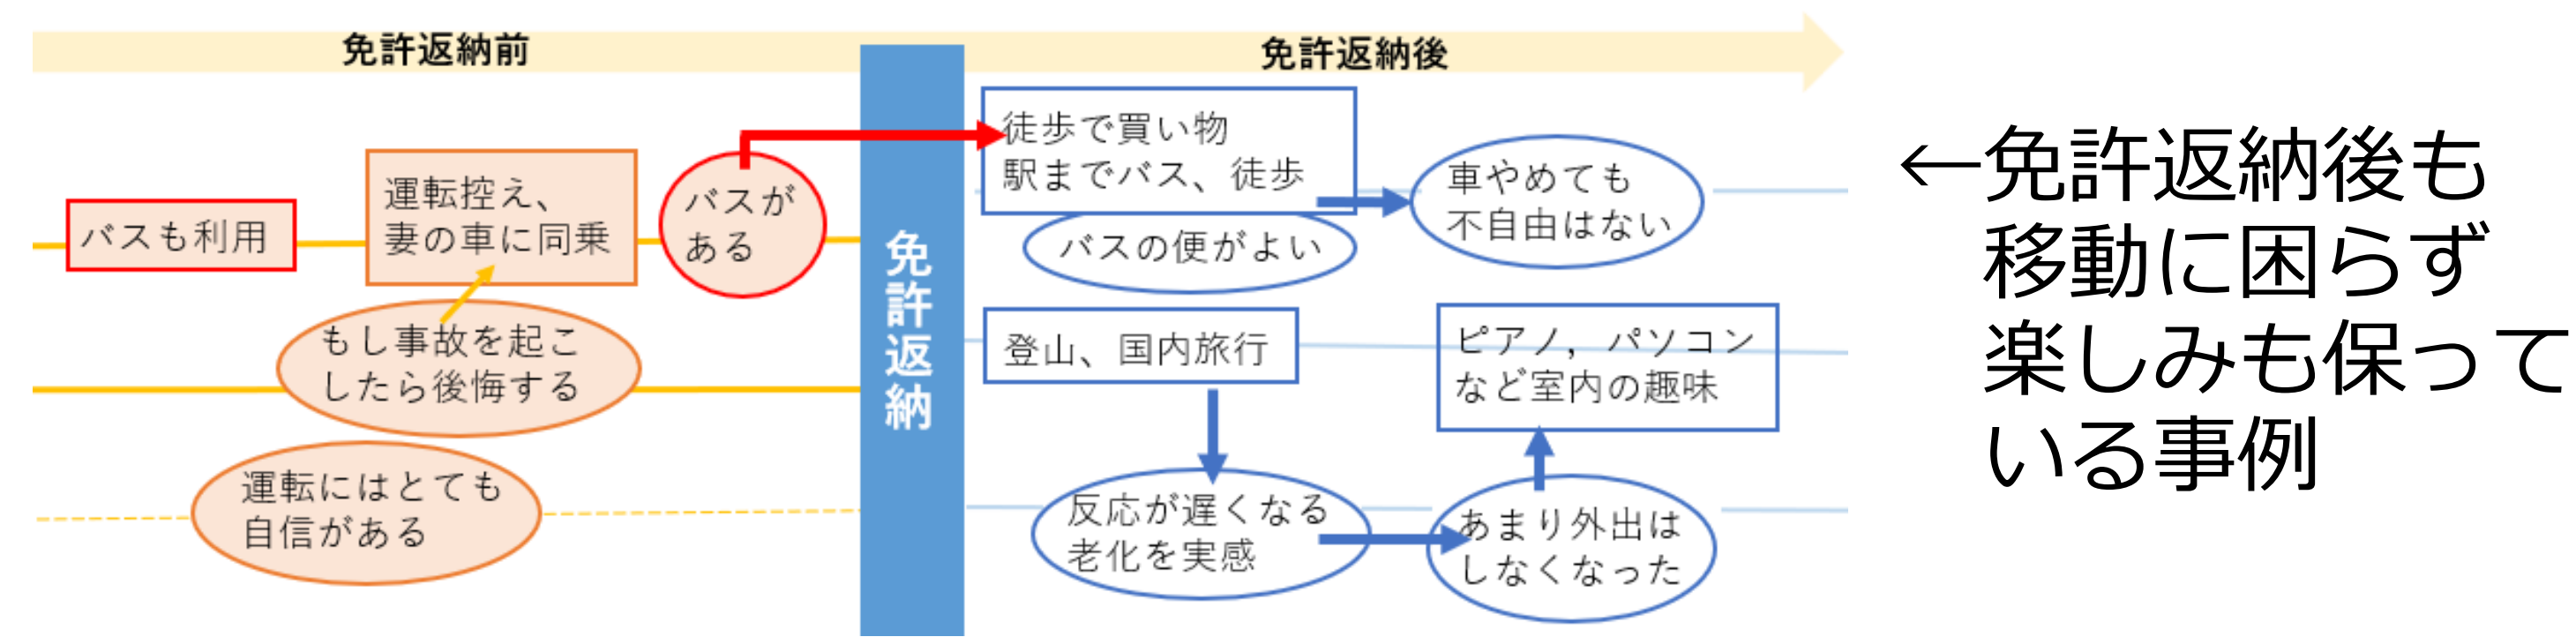 免許返納前
免許返納後
バスも利用
運転控え、
妻の車に同乗
バスが
ある
もし事故を起こ
したら後悔する
運転にはとても
自信がある
免許返納
徒歩で買い物
駅までバス、徒歩
バスの便がよい
車やめても
不自由はない
登山、国内旅行
ピアノ，パソコン
など室内の趣味
反応が遅くなる
老化を実感
あまり外出は
しなくなった
←免許返納後も
移動に困らず
楽しみも保って
いる事例